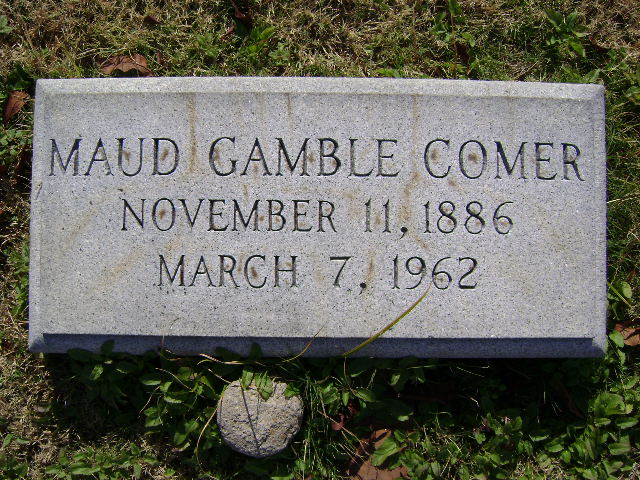 MAUD GAMBLE COMER
NOVEMBER 11, 1886
MARCH 7, 1962